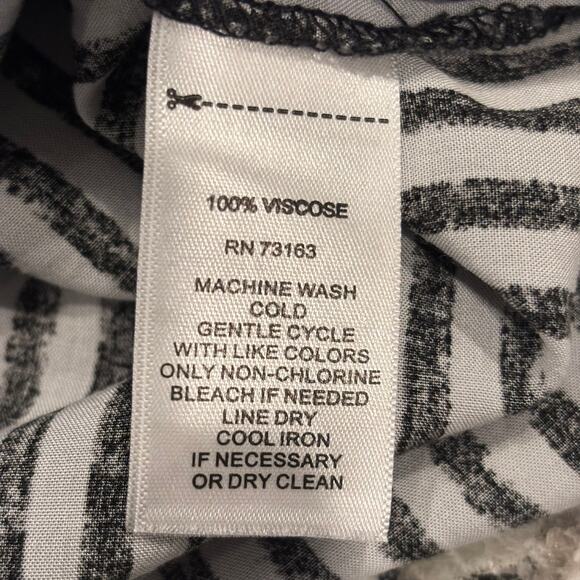 100% VISCOSE
RN 73163
MACHINE WASH
COLD
GENTLE CYCLE
WITH LIKE COLORS
ONLY NON-CHLORINE
BLEACH IF NEEDED
LINE DRY
COOL IRON
IF NECESSARY
OR DRY CLEAN